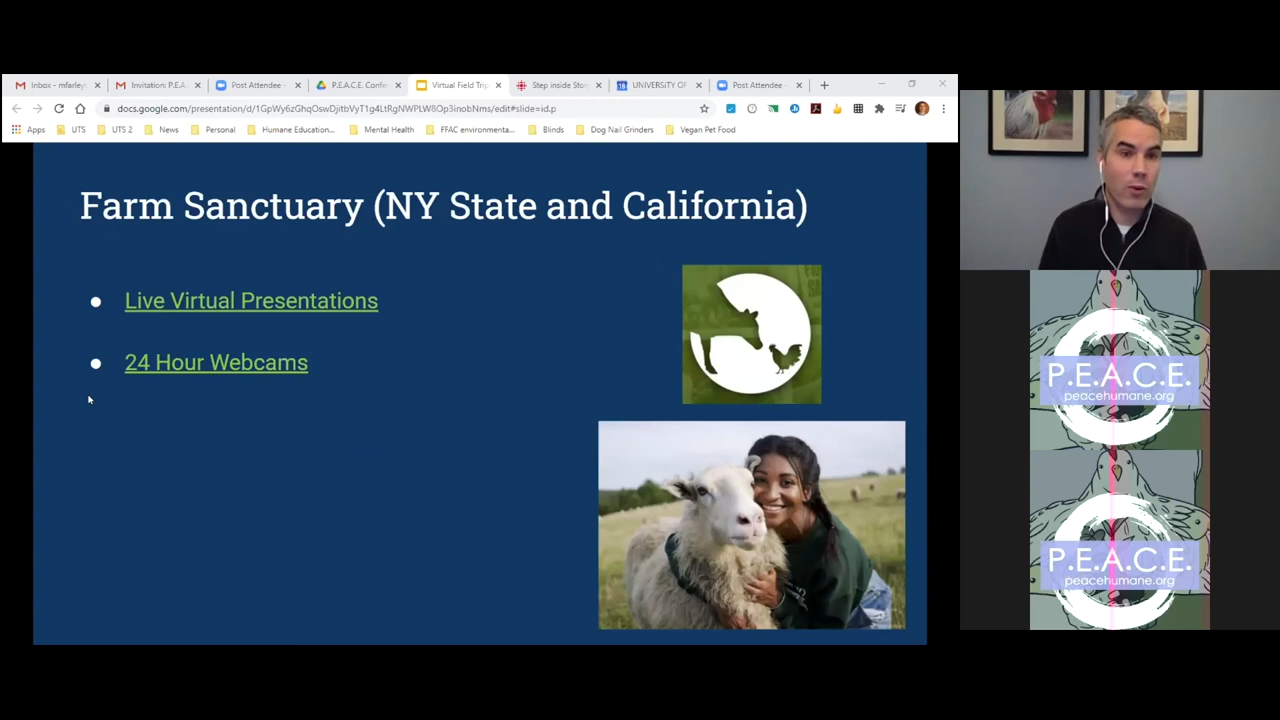 Inbox - mfarley
Invitation: P.E.A
Post Attendee -
P.E.A.C.E. Confe
Virtual Field Trip
Step inside Stor
UNIVERSITY OF
Post Attendee -
docs.google.com/presentation/d/1GpWy6zGhqOswDjitbVyT1g4LtRgNWPLW8Op3inobNms/edit#slide=id.p
Apps
UTS
UTS 2
News
Personal
Humane Education...
Mental Health
FFAC environmenta...
Blinds
Dog Nail Grinders
Vegan Pet Food
Farm Sanctuary (NY State and California)
Live Virtual Presentations
24 Hour Webcams
P.E.A.C.E.
peacehumane.org
P.E.A.C.E.
peacehumane.org